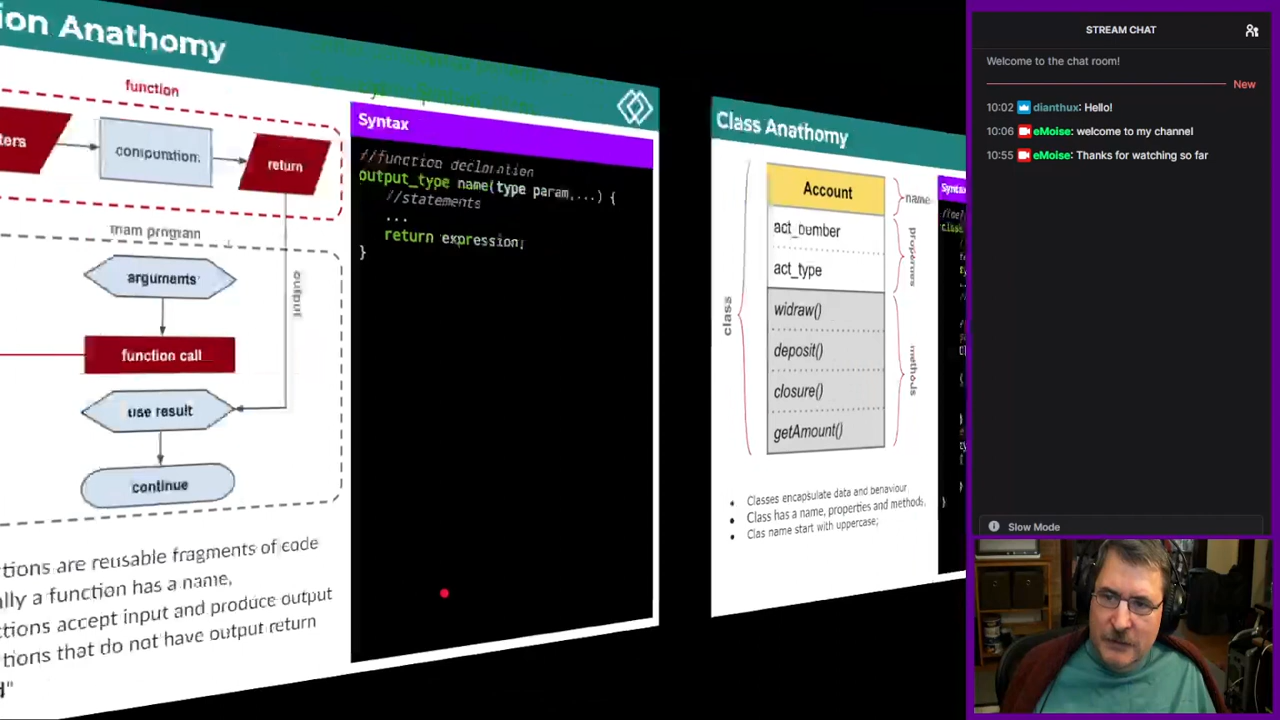 ion Anathomy
function
ters
computation
return
main program
arguments
output
function call
use result
continue
tions are reusable fragments of code
ally a function has a name,
ctions accept input and produce output
tions that do not have output return
d"
Syntax
//function declaration
output_type name(type param,...) {
//statements
...
return expression;
}
Class Anathomy
Account
act_number
act_type
widraw()
deposit()
closure()
getAmount()
class
name
properties
methods
Classes encapsulate data and behaviour
Class has a name, properties and methods,
Clas name start with uppercase;
Syntax
STREAM CHAT
Welcome to the chat room!
New
10:02 dianthux: Hello!
10:06 eMoise: welcome to my channel
10:55 eMoise: Thanks for watching so far
Slow Mode